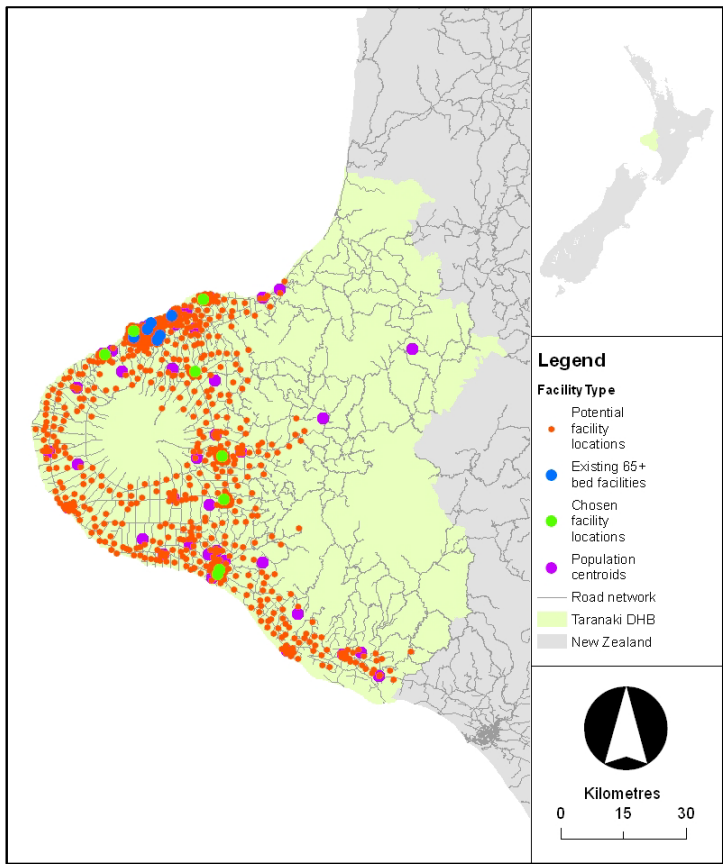 Legend
Facility Type
Potential
facility
locations
Existing 65+
bed facilities
Chosen
facility
locations
Population
centroids
Road network
Taranaki DHB
New Zealand
Kilometres
0 15 30